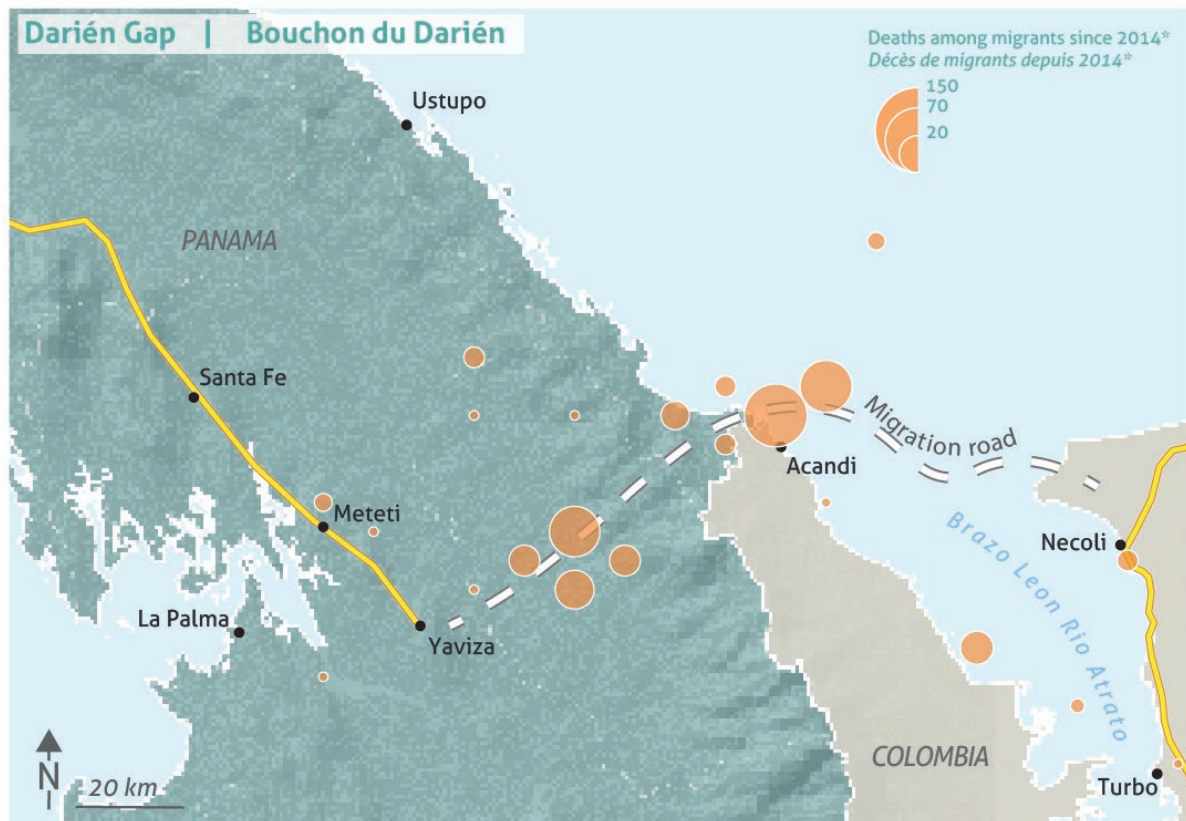 Darién Gap | Bouchon du Darién
Deaths among migrants since 2014*
Décès de migrants depuis 2014*
150
70
20
Ustupo
PANAMA
Santa Fe
Migration road
Acandi
Meteti
Necoli
Brazo Leon Rio Atrato
La Palma
Yaviza
COLOMBIA
N
20 km
Turbo